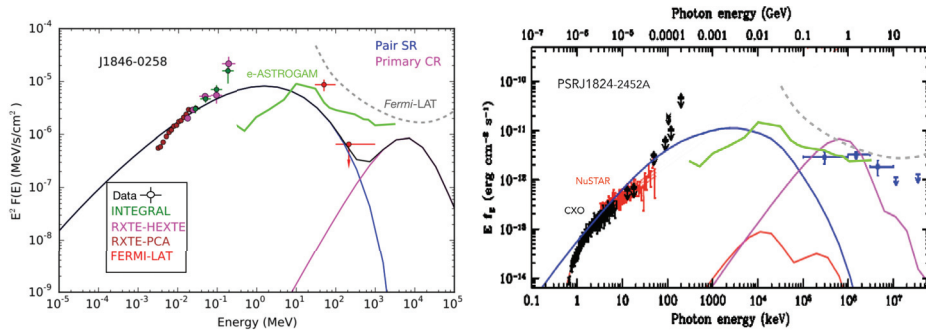 10^-4
10^-5
10^-6
10^-7
10^-8
10^-9
E² F(E) (MeV/s/cm²)
J1846-0258
Pair SR
Primary CR
e-ASTROGAM
Fermi-LAT
Data
INTEGRAL
RXTE-HEXTE
RXTE-PCA
FERMI-LAT
10^-5 10^-4 10^-3 10^-2 10^-1 10^0 10^1 10^2 10^3 10^4 10^5
Energy (MeV)
Photon energy (GeV)
10^-7 10^-6 10^-5 0.0001 0.001 0.01 0.1 1 10
E f_E (erg cm^-2 s^-1)
10^-10
10^-11
10^-12
10^-13
10^-14
PSRJ1824-2452A
NuSTAR
CXO
0.1 1 10 100 1000 10^4 10^5 10^6 10^7
Photon energy (keV)